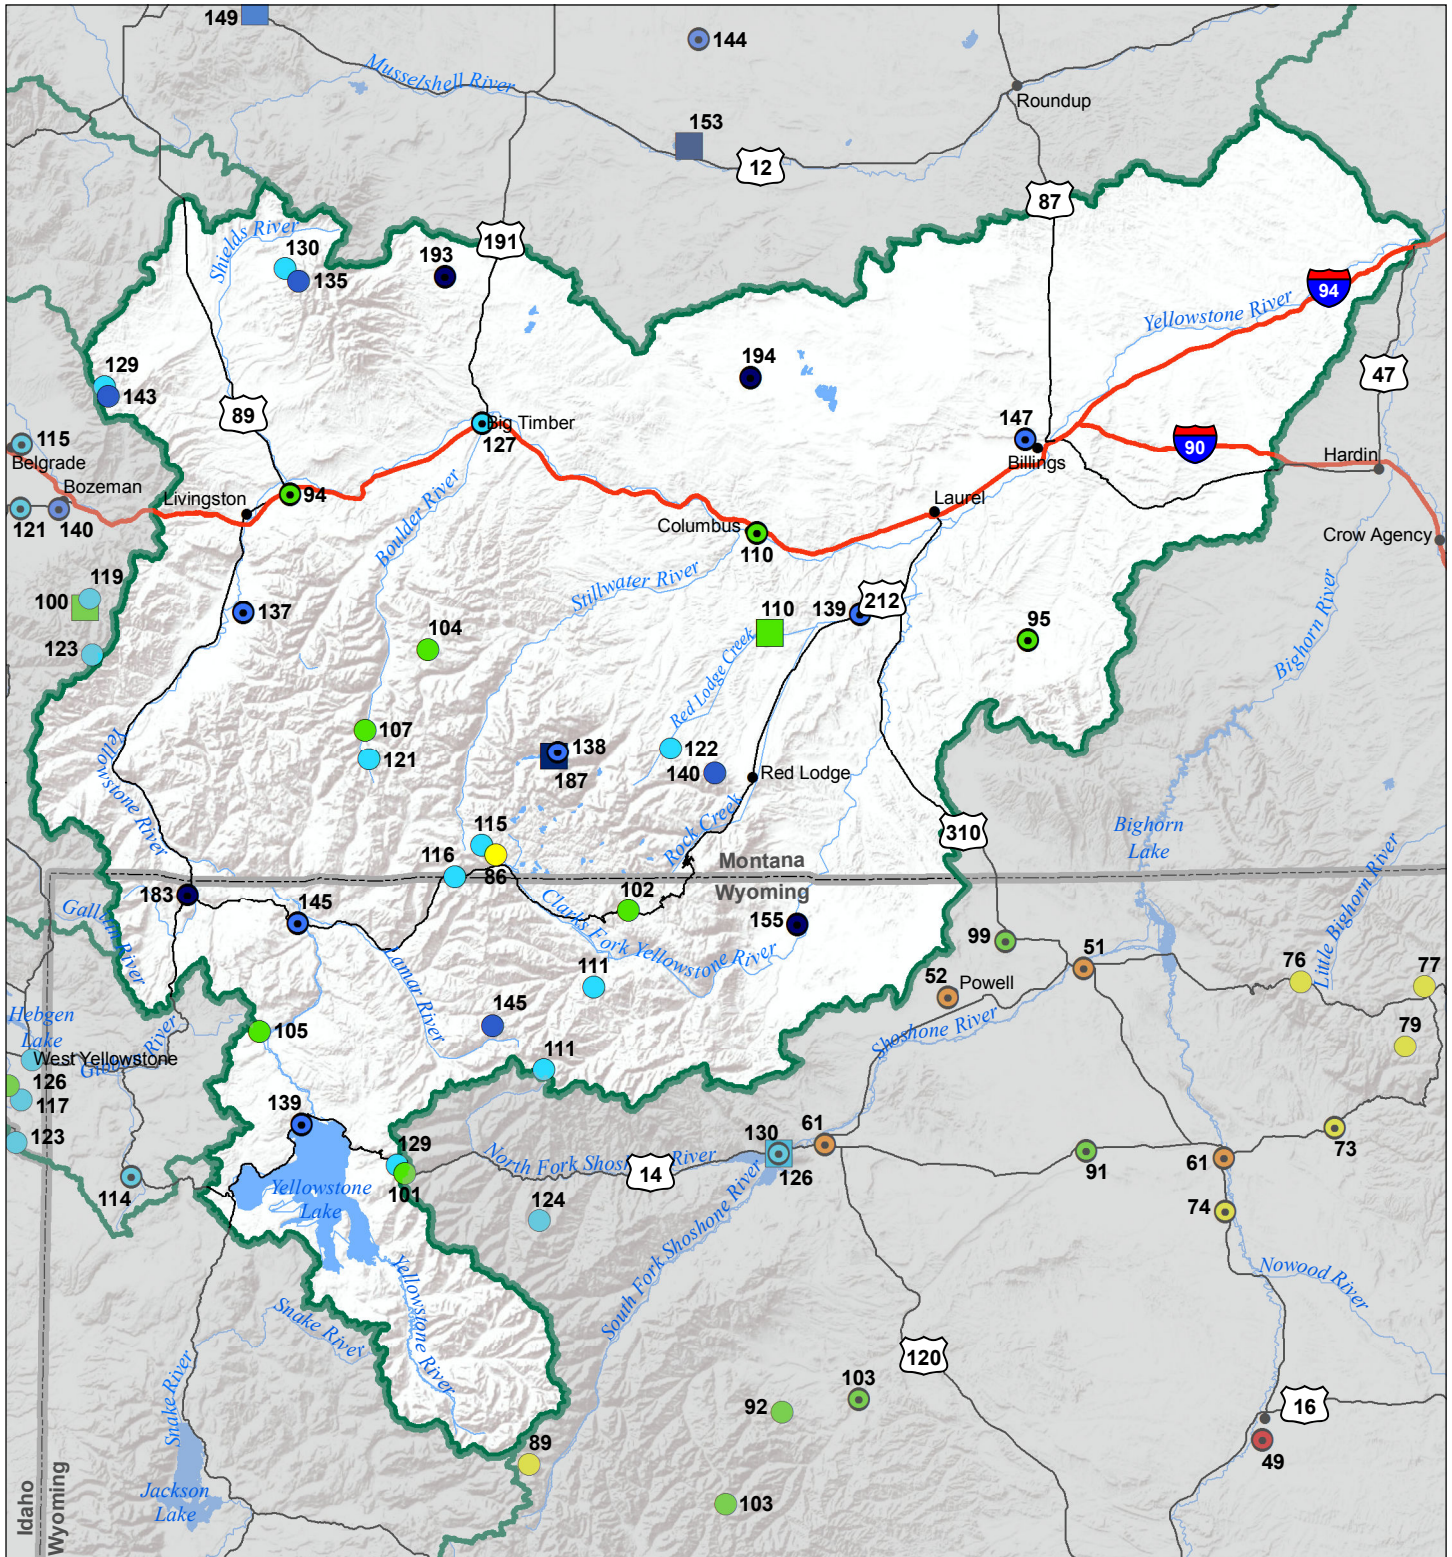 149
144
Musselshell River
Roundup
153
12
87
Shields River
130
135
193
191
94
Yellowstone River
194
129
143
89
47
Big Timber
127
147
Billings
90
Hardin
115
Belgrade
Bozeman
Livingston
94
121
140
Boulder River
Laurel
Columbus
110
Crow Agency
119
100
137
Stillwater River
110
139
212
95
123
104
Red Lodge Creek
Bighorn River
107
121
138
187
122
140
Red Lodge
Yellowstone River
Rock Creek
310
Bighorn
Lake
115
116
86
Montana
Wyoming
Little Bighorn River
183
145
102
155
Gallatin River
Clarks Fork Yellowstone River
99
51
Lamar River
111
52
Powell
76
77
145
Hebgen
Lake
105
Shoshone River
79
West Yellowstone
Gibbon River
111
126
117
139
123
129
101
North Fork Shoshone River
14
130
126
61
91
61
73
114
Yellowstone
Lake
124
74
South Fork Shoshone River
Nowood River
Yellowstone River
Snake River
120
Snake River
92
103
16
89
49
Jackson
Lake
103
Idaho
Wyoming